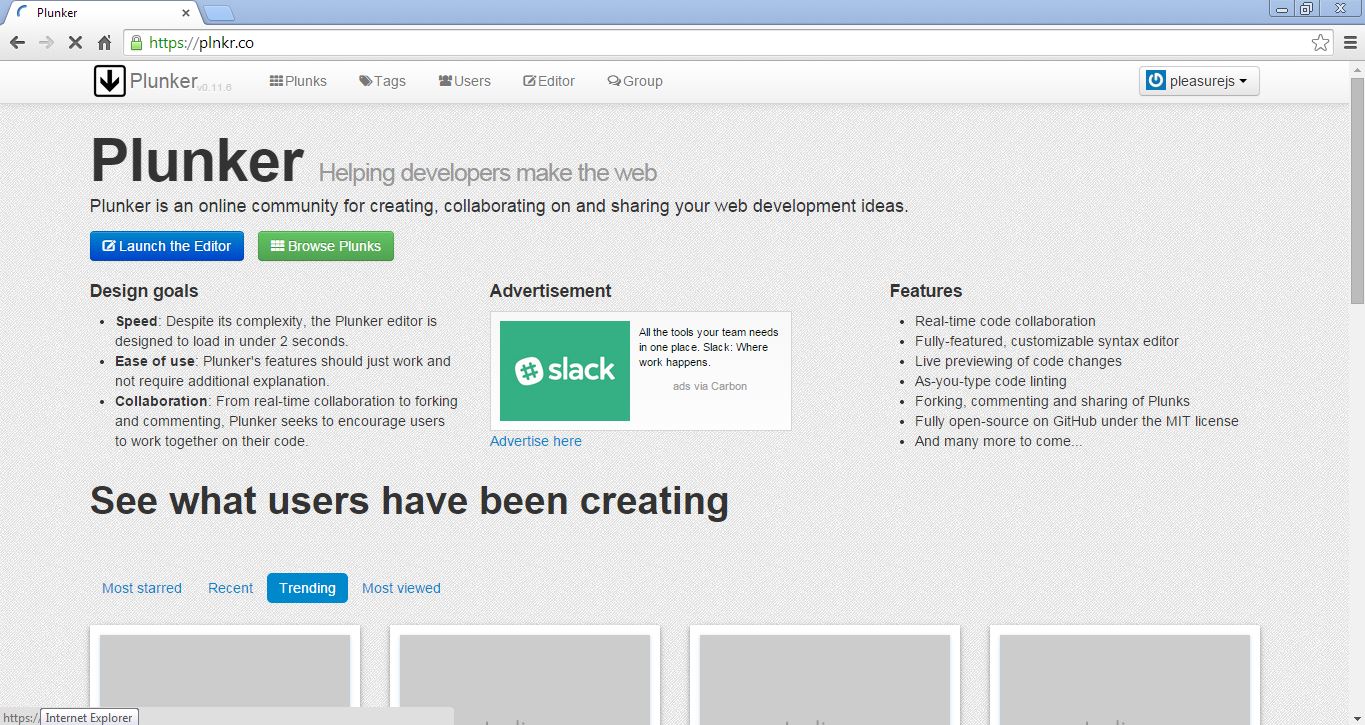 Plunker
https://plnkr.co
Plunker v0.11.6 Plunks Tags Users Editor Group pleasurejs
Plunker Helping developers make the web
Plunker is an online community for creating, collaborating on and sharing your web development ideas.
Launch the Editor Browse Plunks
Design goals
Speed: Despite its complexity, the Plunker editor is
designed to load in under 2 seconds.
Ease of use: Plunker's features should just work and
not require additional explanation.
Collaboration: From real-time collaboration to forking
and commenting, Plunker seeks to encourage users
to work together on their code.
Advertisement
slack
All the tools your team needs
in one place. Slack: Where
work happens.
ads via Carbon
Advertise here
Features
Real-time code collaboration
Fully-featured, customizable syntax editor
Live previewing of code changes
As-you-type code linting
Forking, commenting and sharing of Plunks
Fully open-source on GitHub under the MIT license
And many more to come...
See what users have been creating
Most starred Recent Trending Most viewed
https:/ Internet Explorer